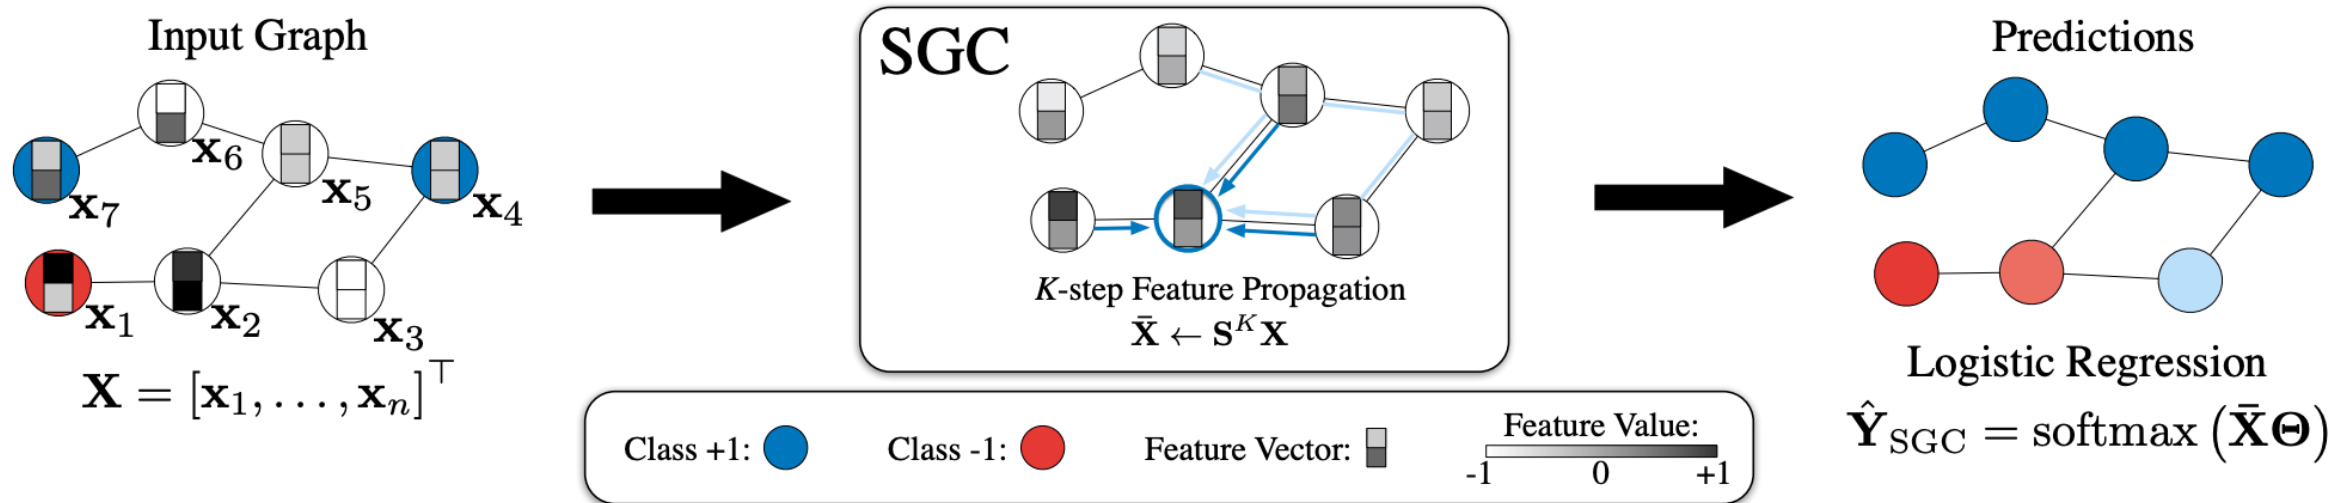 Input Graph
x₆
x₅
x₇
x₄
x₁
x₂
x₃
X = [x₁, . . . , xₙ]⊤
SGC
K-step Feature Propagation
X̄ ← SᴷX
Predictions
Logistic Regression
Ŷ_SGC = softmax (X̄Θ)
Class +1:
Class -1:
Feature Vector:
Feature Value:
-1 0 +1